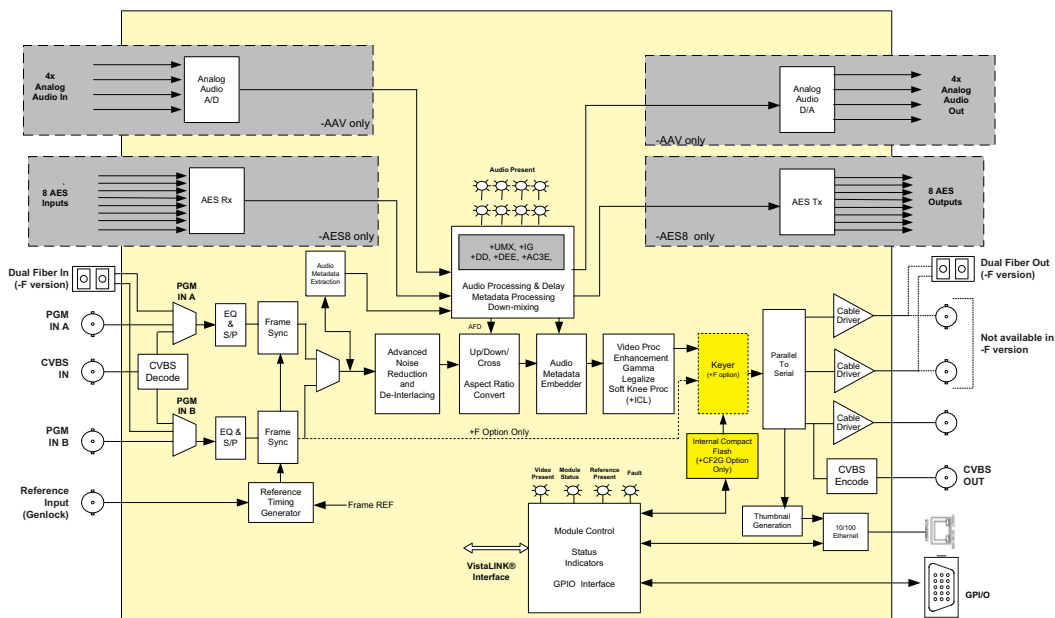 4x
Analog
Audio In
Analog
Audio
A/D
-AAV only
Analog
Audio
D/A
4x
Analog
Audio
Out
-AAV only
8 AES
Inputs
AES Rx
-AES8 only
Audio Present
AES Tx
8 AES
Outputs
-AES8 only
+UMX, +IG
+DD, +DEE, +AC3E,
Audio Processing & Delay
Metadata Processing
Down-mixing
Audio
Metadata
Extraction
Dual Fiber In
(-F version)
PGM
IN A
PGM
IN A
EQ
&
S/P
Frame
Sync
CVBS
IN
CVBS
Decode
PGM
IN B
PGM
IN B
EQ &
S/P
Frame
Sync
Reference
Input
(Genlock)
Reference
Timing
Generator
Frame REF
Advanced
Noise
Reduction
and
De-Interlacing
AFD
Up/Down/
Cross
Aspect Ratio
Convert
Audio
Metadata
Embedder
Video Proc
Enhancement
Gamma
Legalize
Soft Knee Proc
(+ICL)
+F Option Only
Keyer
(+F option)
Internal Compact
Flash
(+CF2G Option
Only)
Parallel
To
Serial
Cable
Driver
Cable
Driver
Cable
Driver
Dual Fiber Out
(-F version)
Not available in
-F version
CVBS
Encode
CVBS
OUT
Video
Present
Module
Status
Reference
Present
Fault
Module Control
Status
Indicators
GPIO Interface
VistaLINK®
Interface
Thumbnail
Generation
10/100
Ethernet
GPI/O